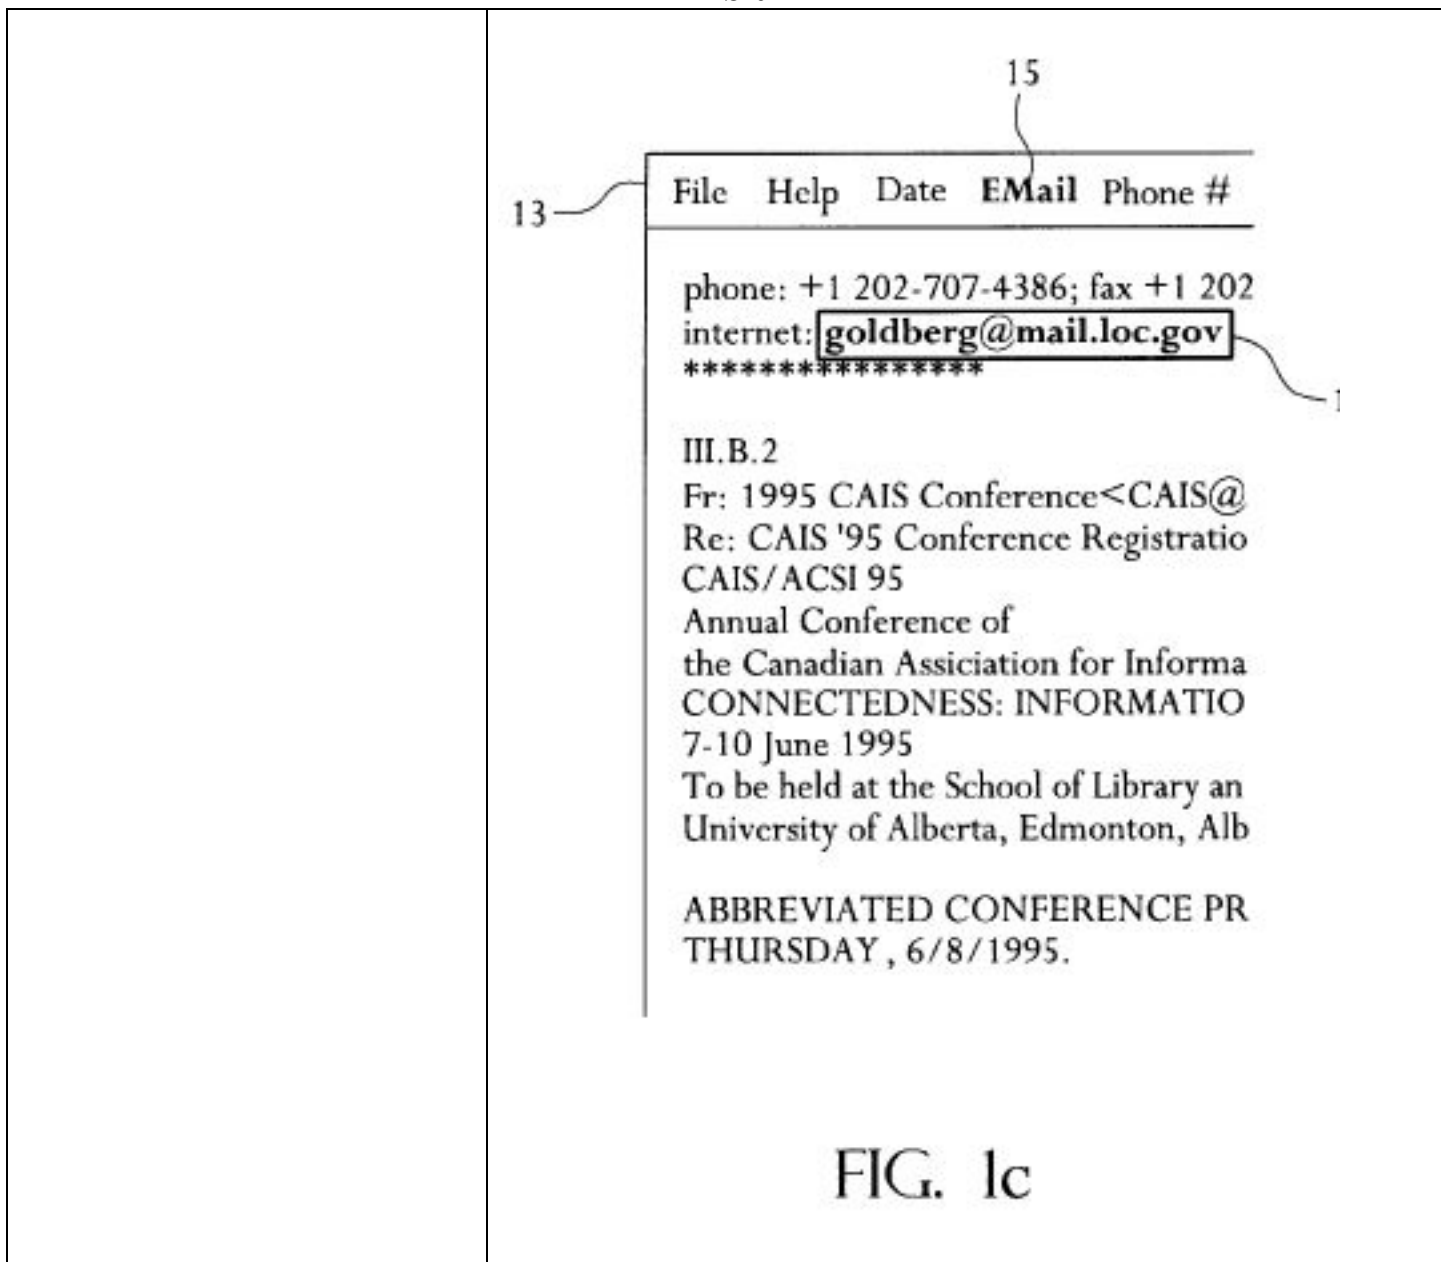 15
File Help Date EMail Phone #
13
phone: +1 202-707-4386; fax +1 202
internet: goldberg@mail.loc.gov
****************
III.B.2
Fr: 1995 CAIS Conference<CAIS@
Re: CAIS '95 Conference Registratio
CAIS/ACSI 95
Annual Conference of
the Canadian Assiciation for Informa
CONNECTEDNESS: INFORMATIO
7-10 June 1995
To be held at the School of Library an
University of Alberta, Edmonton, Alb
ABBREVIATED CONFERENCE PR
THURSDAY, 6/8/1995.
FIG. 1c